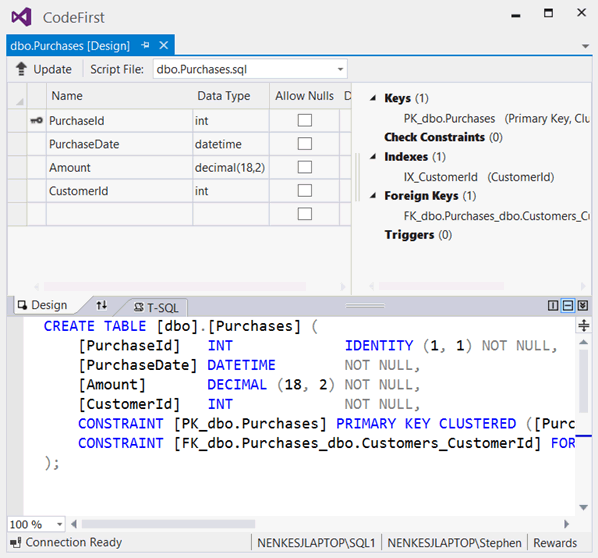 CodeFirst
dbo.Purchases [Design]
Update Script File: dbo.Purchases.sql
Name Data Type Allow Nulls D
PurchaseId int
PurchaseDate datetime
Amount decimal(18,2)
CustomerId int
Keys (1)
PK_dbo.Purchases (Primary Key, Clu
Check Constraints (0)
Indexes (1)
IX_CustomerId (CustomerId)
Foreign Keys (1)
FK_dbo.Purchases_dbo.Customers_Cu
Triggers (0)
Design T-SQL
CREATE TABLE [dbo].[Purchases] (
[PurchaseId] INT IDENTITY (1, 1) NOT NULL,
[PurchaseDate] DATETIME NOT NULL,
[Amount] DECIMAL (18, 2) NOT NULL,
[CustomerId] INT NOT NULL,
CONSTRAINT [PK_dbo.Purchases] PRIMARY KEY CLUSTERED ([Purc
CONSTRAINT [FK_dbo.Purchases_dbo.Customers_CustomerId] FOR
);
100 %
Connection Ready NENKESJLAPTOP\SQL1 NENKESJLAPTOP\Stephen Rewards